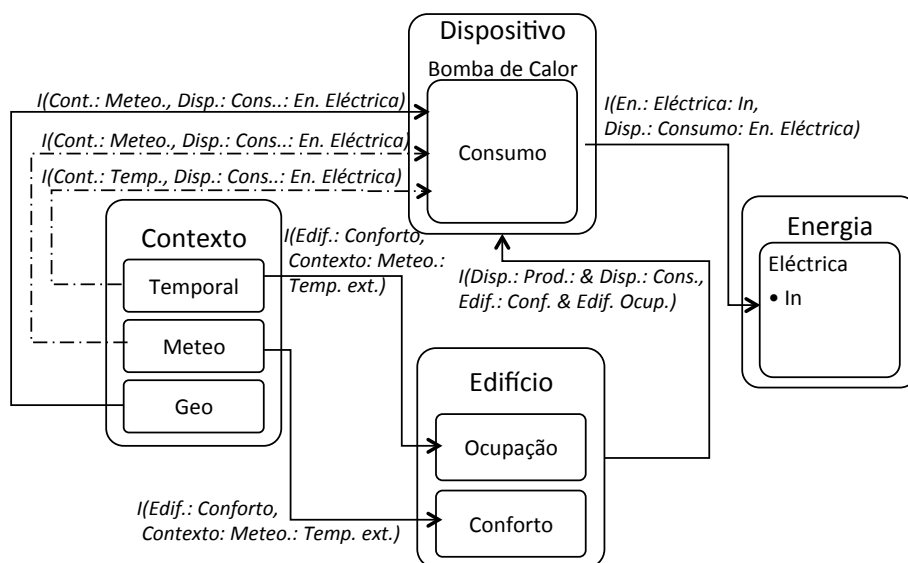 Dispositivo
Bomba de Calor
Consumo
I(Cont.: Meteo., Disp.: Cons..: En. Eléctrica)
I(Cont.: Meteo., Disp.: Cons..: En. Eléctrica)
I(Cont.: Temp., Disp.: Cons..: En. Eléctrica)
I(En.: Eléctrica: In,
Disp.: Consumo: En. Eléctrica)
Contexto
Temporal
Meteo
Geo
I(Edif.: Conforto,
Contexto: Meteo.:
Temp. ext.)
I(Disp.: Prod.: & Disp.: Cons.,
Edif.: Conf. & Edif. Ocup.)
Energia
Eléctrica
• In
Edifício
Ocupação
Conforto
I(Edif.: Conforto,
Contexto: Meteo.: Temp. ext.)